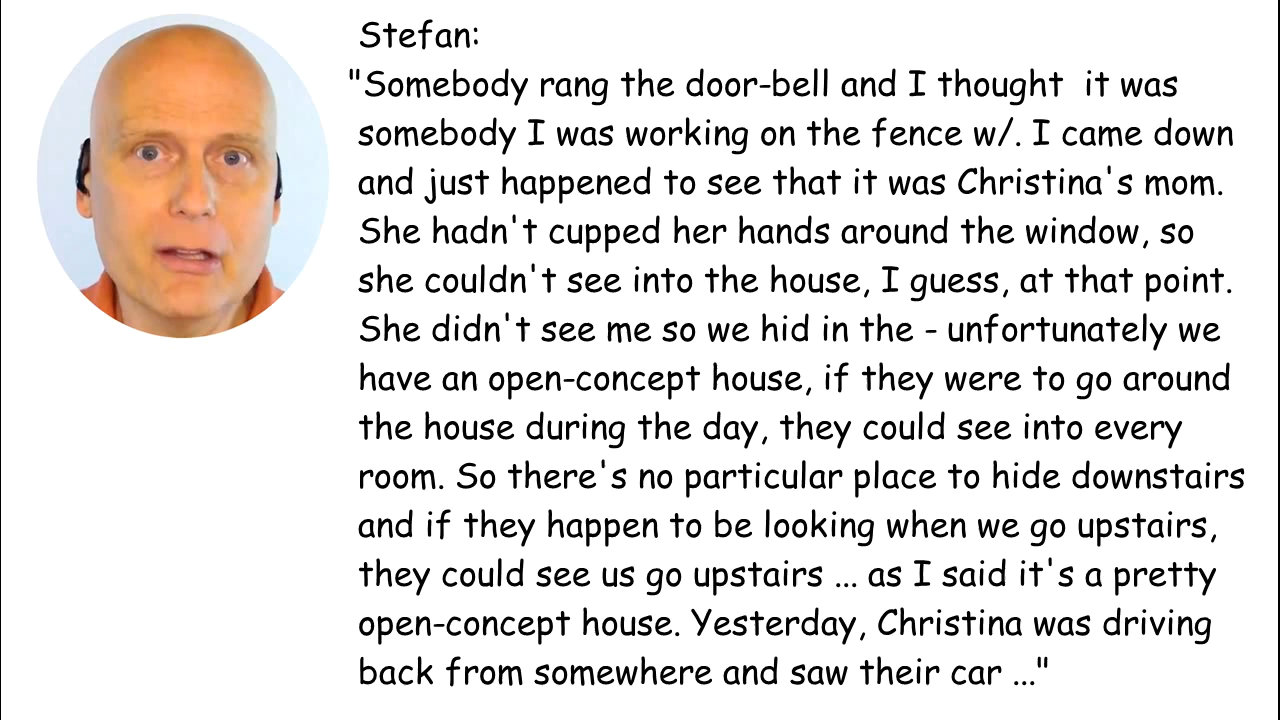 Stefan:
"Somebody rang the door-bell and I thought  it was
somebody I was working on the fence w/. I came down
and just happened to see that it was Christina's mom.
She hadn't cupped her hands around the window, so
she couldn't see into the house, I guess, at that point.
She didn't see me so we hid in the - unfortunately we
have an open-concept house, if they were to go around
the house during the day, they could see into every
room. So there's no particular place to hide downstairs
and if they happen to be looking when we go upstairs,
they could see us go upstairs ... as I said it's a pretty
open-concept house. Yesterday, Christina was driving
back from somewhere and saw their car ..."